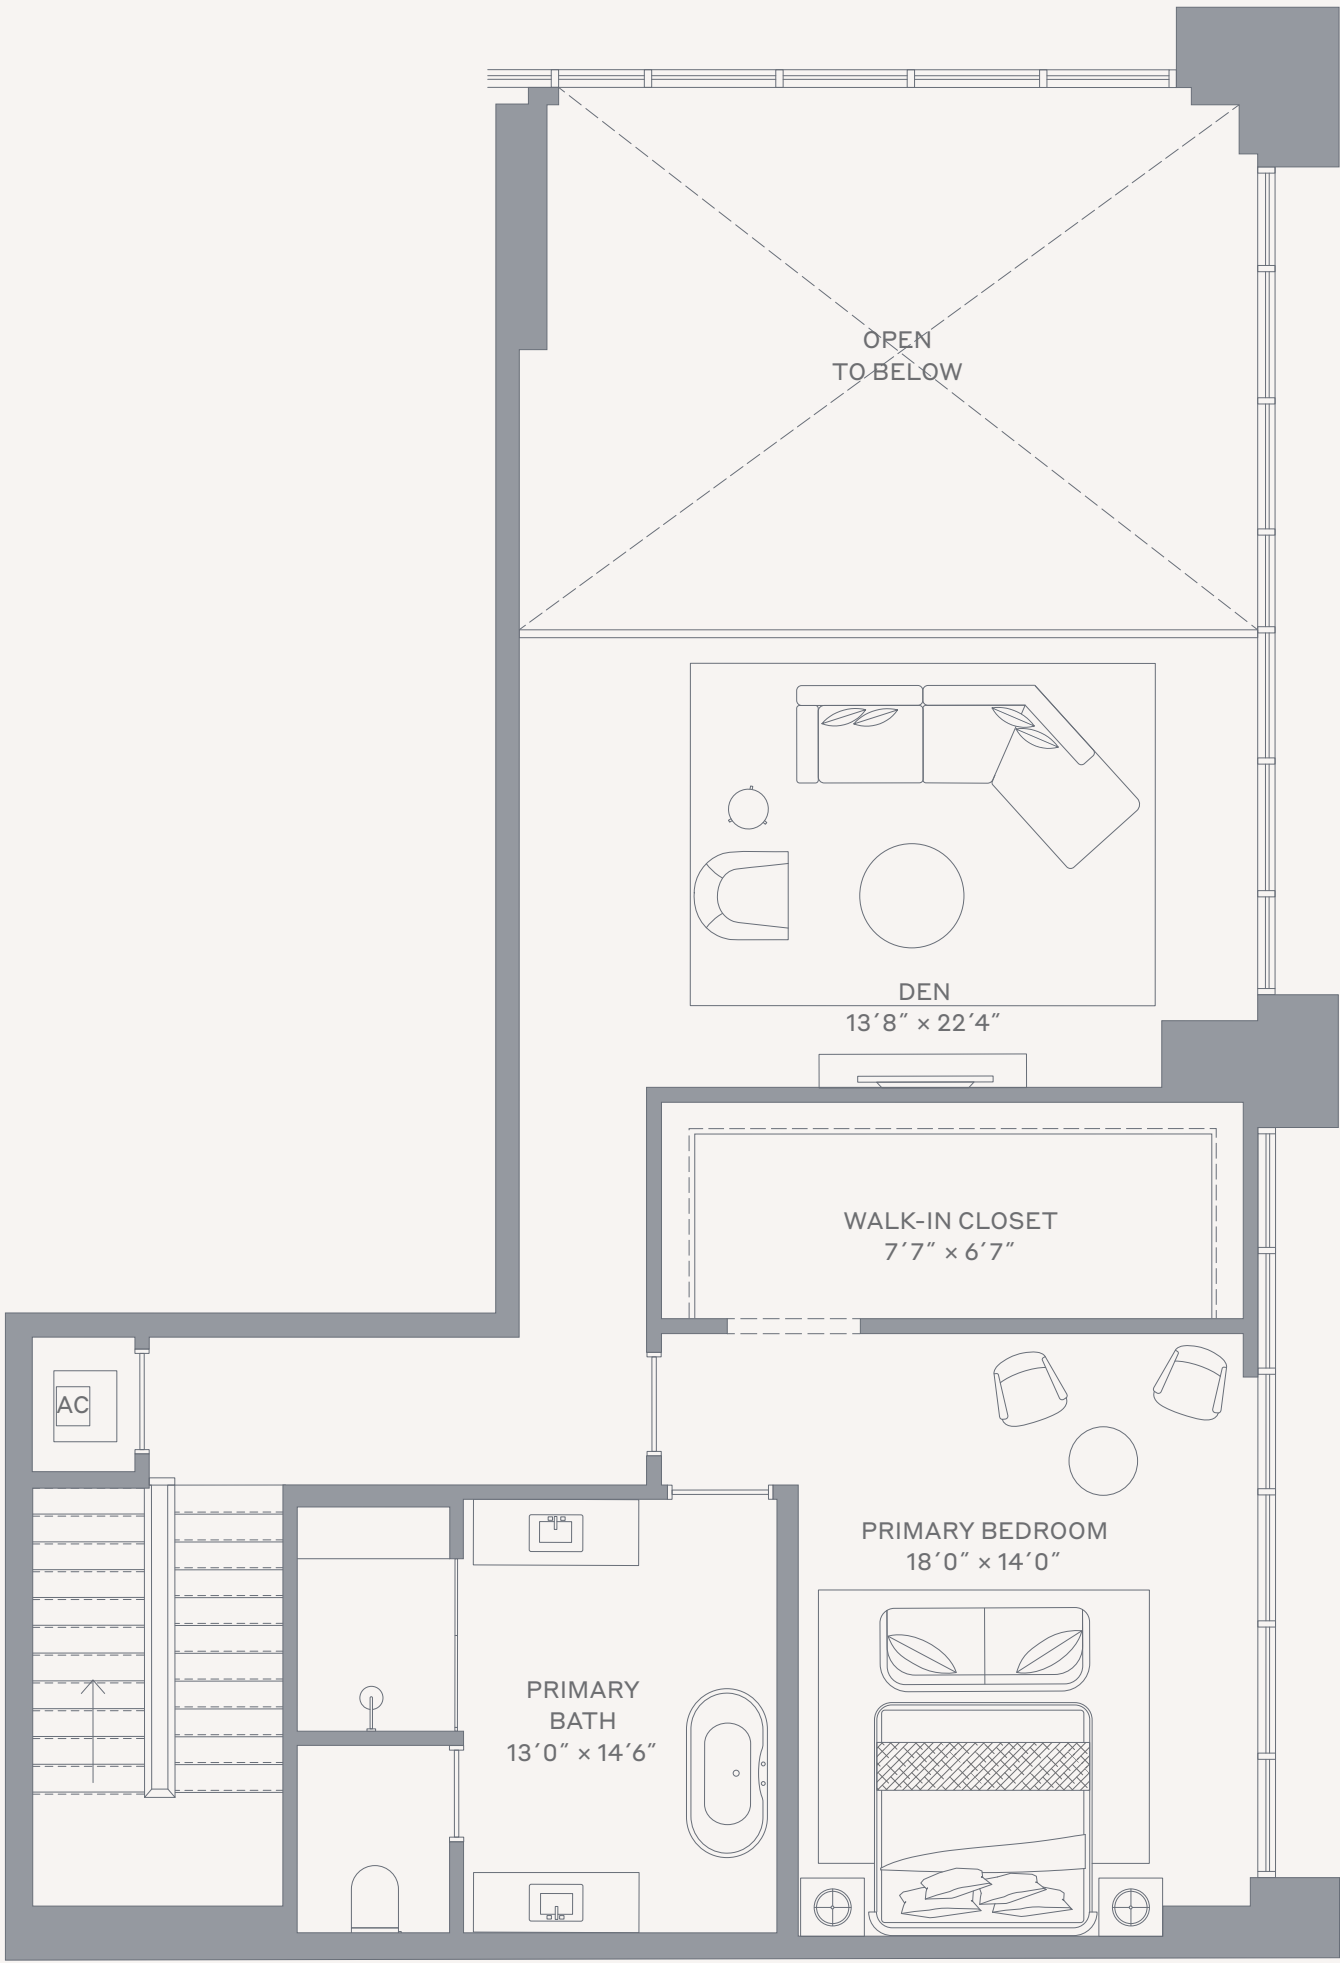 OPEN
TO BELOW
DEN
13′8″ × 22′4″
WALK-IN CLOSET
7′7″ × 6′7″
AC
PRIMARY BEDROOM
18′0″ × 14′0″
PRIMARY
BATH
13′0″ × 14′6″